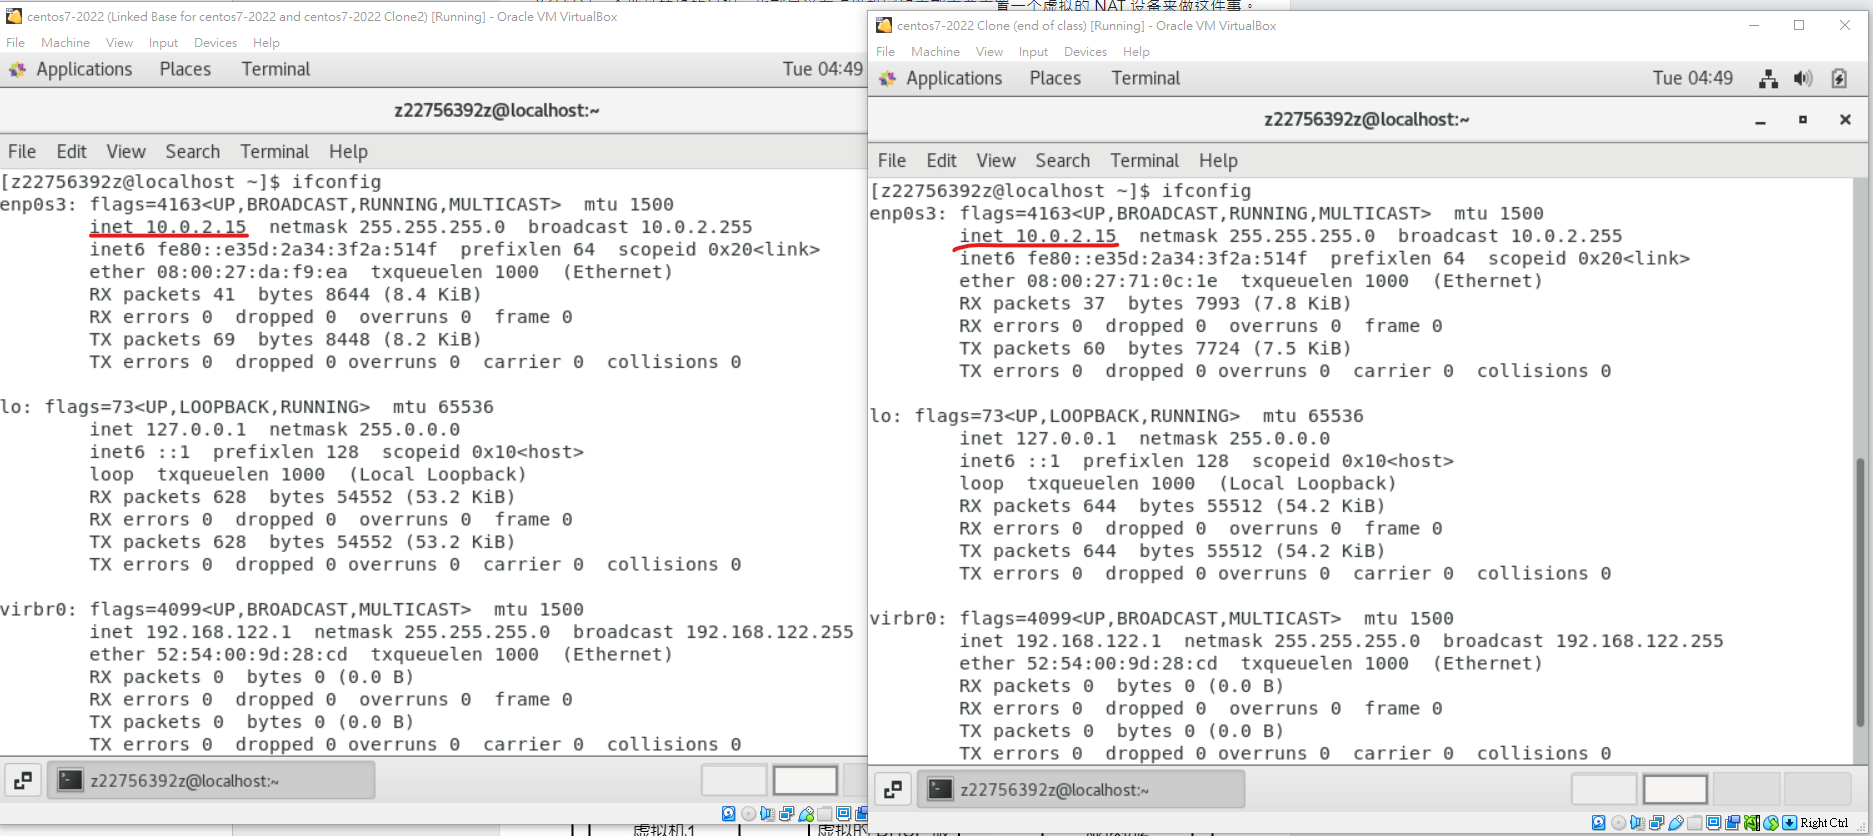 置一个虚拟的 NAT 设备来做这件事。
centos7-2022 (Linked Base for centos7-2022 and centos7-2022 Clone2) [Running] - Oracle VM VirtualBox
File Machine View Input Devices Help
Applications Places Terminal Tue 04:49
z22756392z@localhost:~
File Edit View Search Terminal Help
[z22756392z@localhost ~]$ ifconfig
enp0s3: flags=4163<UP,BROADCAST,RUNNING,MULTICAST>  mtu 1500
inet 10.0.2.15  netmask 255.255.255.0  broadcast 10.0.2.255
inet6 fe80::e35d:2a34:3f2a:514f  prefixlen 64  scopeid 0x20<link>
ether 08:00:27:da:f9:ea  txqueuelen 1000  (Ethernet)
RX packets 41  bytes 8644 (8.4 KiB)
RX errors 0  dropped 0  overruns 0  frame 0
TX packets 69  bytes 8448 (8.2 KiB)
TX errors 0  dropped 0 overruns 0  carrier 0  collisions 0
lo: flags=73<UP,LOOPBACK,RUNNING>  mtu 65536
inet 127.0.0.1  netmask 255.0.0.0
inet6 ::1  prefixlen 128  scopeid 0x10<host>
loop  txqueuelen 1000  (Local Loopback)
RX packets 628  bytes 54552 (53.2 KiB)
RX errors 0  dropped 0  overruns 0  frame 0
TX packets 628  bytes 54552 (53.2 KiB)
TX errors 0  dropped 0 overruns 0  carrier 0  collisions 0
virbr0: flags=4099<UP,BROADCAST,MULTICAST>  mtu 1500
inet 192.168.122.1  netmask 255.255.255.0  broadcast 192.168.122.255
ether 52:54:00:9d:28:cd  txqueuelen 1000  (Ethernet)
RX packets 0  bytes 0 (0.0 B)
RX errors 0  dropped 0  overruns 0  frame 0
TX packets 0  bytes 0 (0.0 B)
TX errors 0  dropped 0 overruns 0  carrier 0  collisions 0
z22756392z@localhost:~
centos7-2022 Clone (end of class) [Running] - Oracle VM VirtualBox
File Machine View Input Devices Help
Applications Places Terminal Tue 04:49
z22756392z@localhost:~
File Edit View Search Terminal Help
[z22756392z@localhost ~]$ ifconfig
enp0s3: flags=4163<UP,BROADCAST,RUNNING,MULTICAST>  mtu 1500
inet 10.0.2.15  netmask 255.255.255.0  broadcast 10.0.2.255
inet6 fe80::e35d:2a34:3f2a:514f  prefixlen 64  scopeid 0x20<link>
ether 08:00:27:71:0c:1e  txqueuelen 1000  (Ethernet)
RX packets 37  bytes 7993 (7.8 KiB)
RX errors 0  dropped 0  overruns 0  frame 0
TX packets 60  bytes 7724 (7.5 KiB)
TX errors 0  dropped 0 overruns 0  carrier 0  collisions 0
lo: flags=73<UP,LOOPBACK,RUNNING>  mtu 65536
inet 127.0.0.1  netmask 255.0.0.0
inet6 ::1  prefixlen 128  scopeid 0x10<host>
loop  txqueuelen 1000  (Local Loopback)
RX packets 644  bytes 55512 (54.2 KiB)
RX errors 0  dropped 0  overruns 0  frame 0
TX packets 644  bytes 55512 (54.2 KiB)
TX errors 0  dropped 0 overruns 0  carrier 0  collisions 0
virbr0: flags=4099<UP,BROADCAST,MULTICAST>  mtu 1500
inet 192.168.122.1  netmask 255.255.255.0  broadcast 192.168.122.255
ether 52:54:00:9d:28:cd  txqueuelen 1000  (Ethernet)
RX packets 0  bytes 0 (0.0 B)
RX errors 0  dropped 0  overruns 0  frame 0
TX packets 0  bytes 0 (0.0 B)
TX errors 0  dropped 0 overruns 0  carrier 0  collisions 0
z22756392z@localhost:~
Right Ctrl
虚拟机1 虚拟的